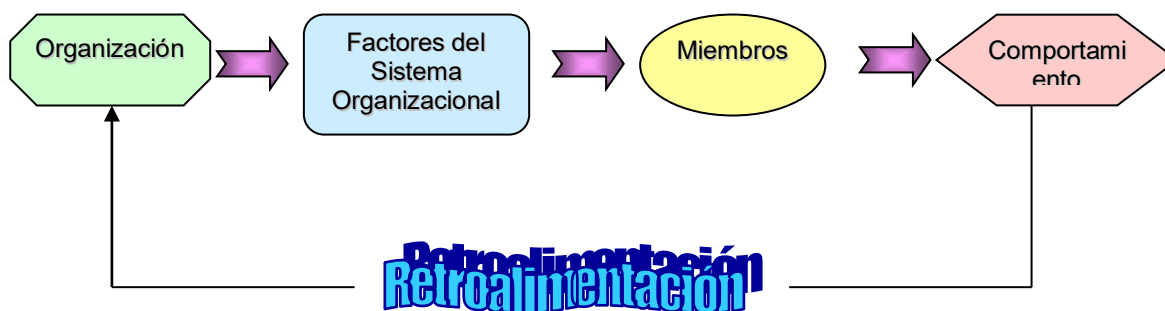 Organización
Factores del
Sistema
Organizacional
Miembros
Comportami
ento
Retroalimentación